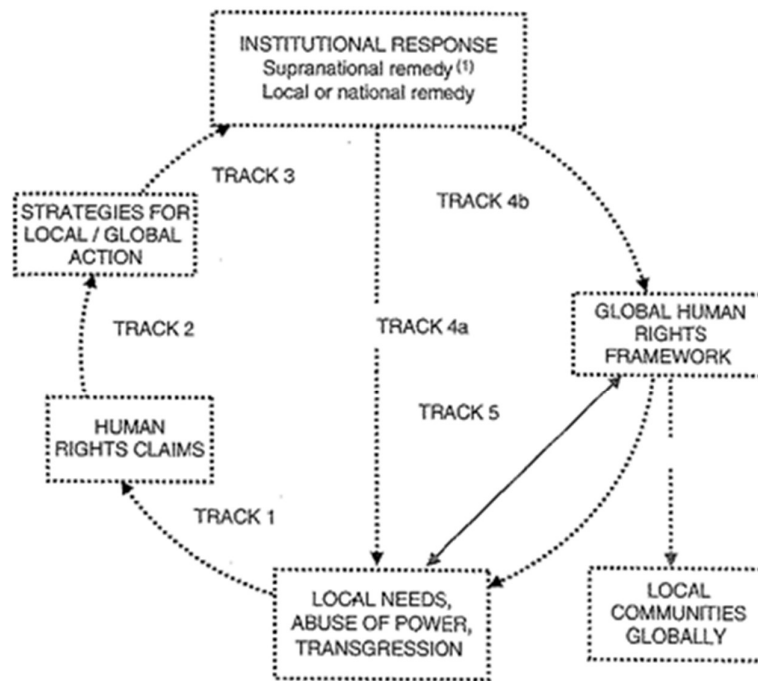 INSTITUTIONAL RESPONSE
Supranational remedy (1)
Local or national remedy
TRACK 3
TRACK 4b
STRATEGIES FOR
LOCAL / GLOBAL
ACTION
TRACK 2
TRACK 4a
GLOBAL HUMAN
RIGHTS
FRAMEWORK
HUMAN
RIGHTS CLAIMS
TRACK 5
TRACK 1
LOCAL NEEDS,
ABUSE OF POWER,
TRANSGRESSION
LOCAL
COMMUNITIES
GLOBALLY